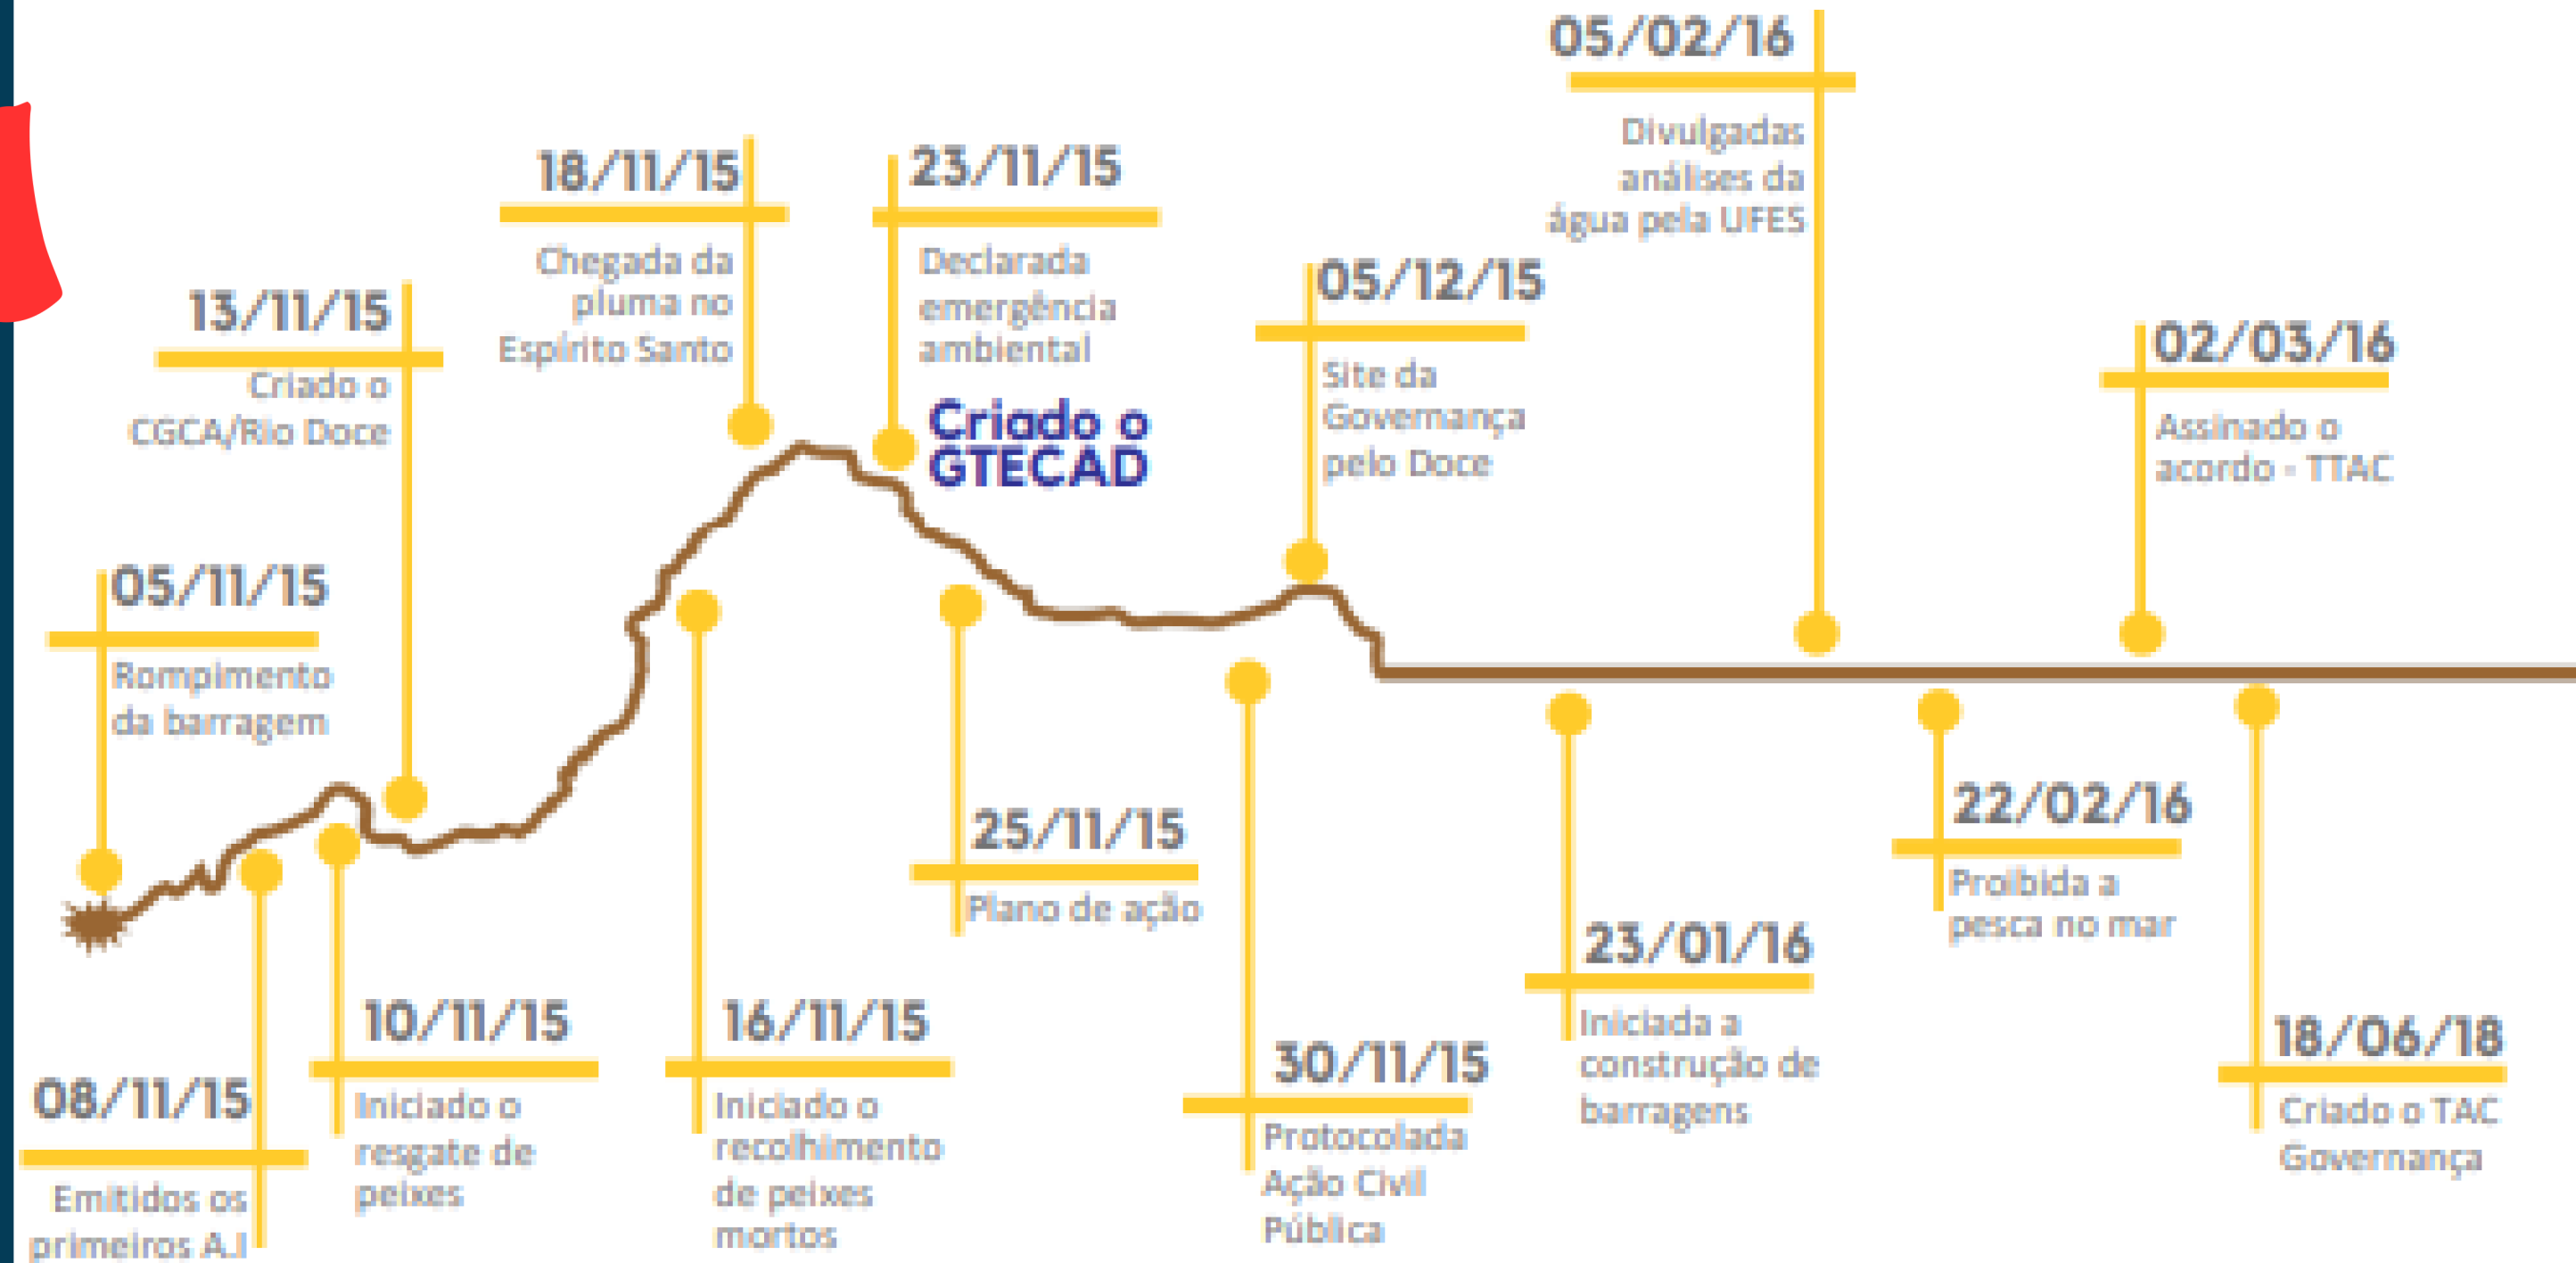 05/11/15
Rompimento
da barragem
08/11/15
Emitidos os
primeiros A.I
10/11/15
Iniciado o
resgate de
peixes
13/11/15
Criado o
CGCA/Rio Doce
16/11/15
Iniciado o
recolhimento
de peixes
mortos
18/11/15
Chegada da
pluma no
Espírito Santo
23/11/15
Declarada
emergência
ambiental
Criado o
GTECAD
25/11/15
Plano de ação
30/11/15
Protocolada
Ação Civil
Pública
05/12/15
Site da
Governança
pelo Doce
23/01/16
Iniciada a
construção de
barragens
05/02/16
Divulgadas
análises da
água pela UFES
22/02/16
Proibida a
pesca no mar
02/03/16
Assinado o
acordo - TTAC
18/06/18
Criado o TAC
Governança